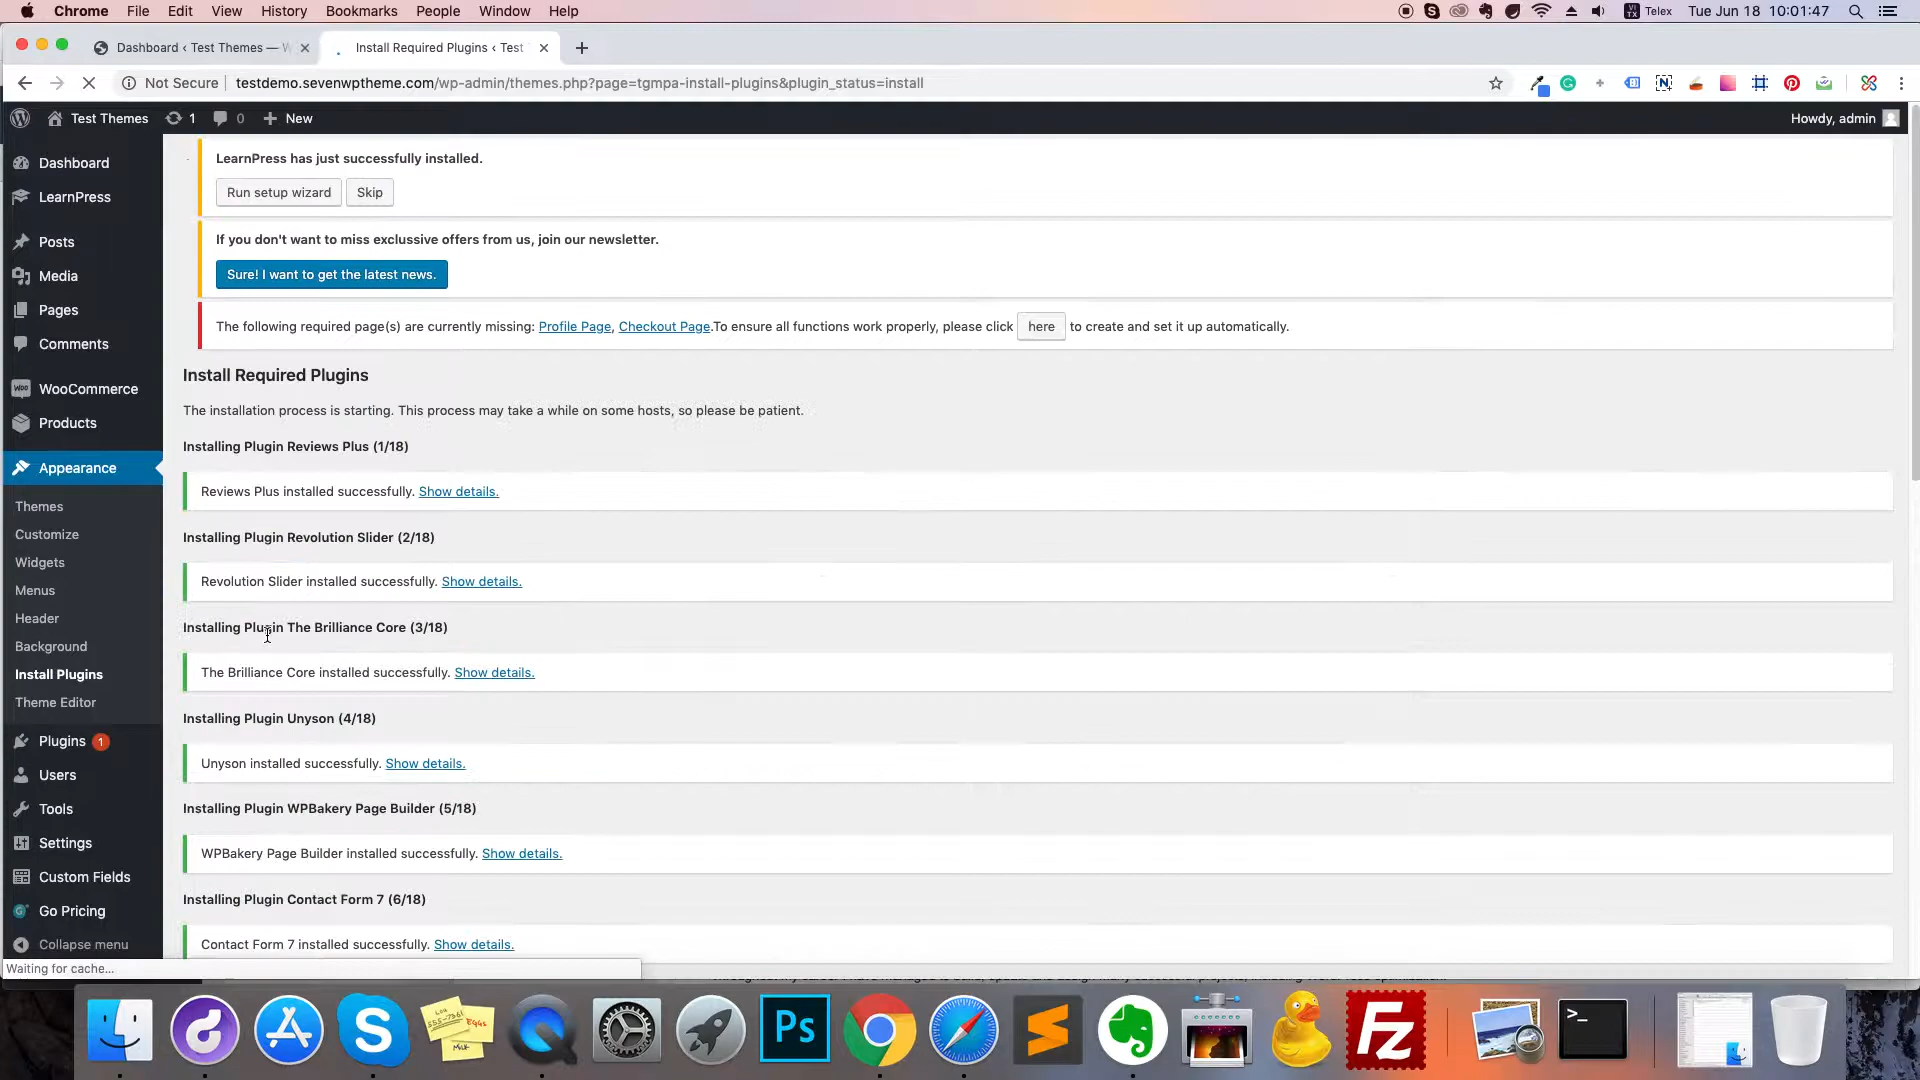 Chrome File Edit View History Bookmarks People Window Help Telex Tue Jun 18 10:01:47
Dashboard ‹ Test Themes — W Install Required Plugins ‹ Test
Not Secure testdemo.sevenwptheme.com/wp-admin/themes.php?page=tgmpa-install-plugins&plugin_status=install
Test Themes 1 0 New Howdy, admin
Dashboard
LearnPress
Posts
Media
Pages
Comments
WooCommerce
Products
Appearance
Themes
Customize
Widgets
Menus
Header
Background
Install Plugins
Theme Editor
Plugins 1
Users
Tools
Settings
Custom Fields
Go Pricing
Collapse menu
LearnPress has just successfully installed.
Run setup wizard Skip
If you don't want to miss exclussive offers from us, join our newsletter.
Sure! I want to get the latest news.
The following required page(s) are currently missing: Profile Page, Checkout Page.To ensure all functions work properly, please click here to create and set it up automatically.
Install Required Plugins
The installation process is starting. This process may take a while on some hosts, so please be patient.
Installing Plugin Reviews Plus (1/18)
Reviews Plus installed successfully. Show details.
Installing Plugin Revolution Slider (2/18)
Revolution Slider installed successfully. Show details.
Installing Plugin The Brilliance Core (3/18)
The Brilliance Core installed successfully. Show details.
Installing Plugin Unyson (4/18)
Unyson installed successfully. Show details.
Installing Plugin WPBakery Page Builder (5/18)
WPBakery Page Builder installed successfully. Show details.
Installing Plugin Contact Form 7 (6/18)
Contact Form 7 installed successfully. Show details.
Waiting for cache...
Ps
Fz